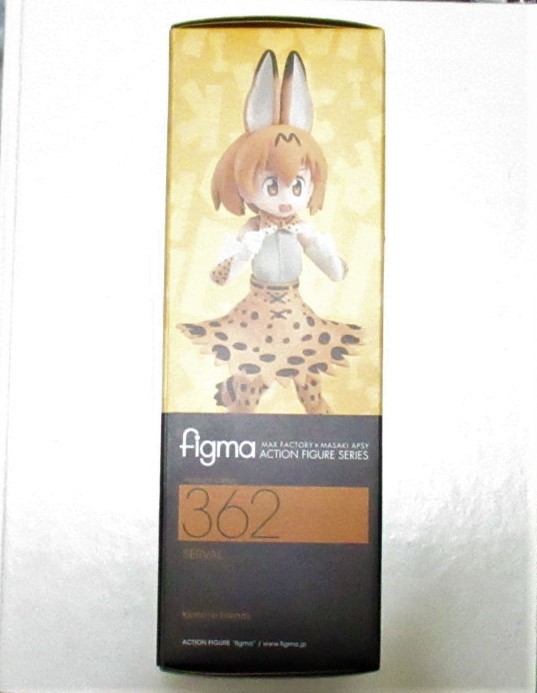 figma
MAX FACTORY × MASAKI APSY
ACTION FIGURE SERIES
362
SERVAL
Kemono Friends
ACTION FIGURE "figma" / www.figma.jp